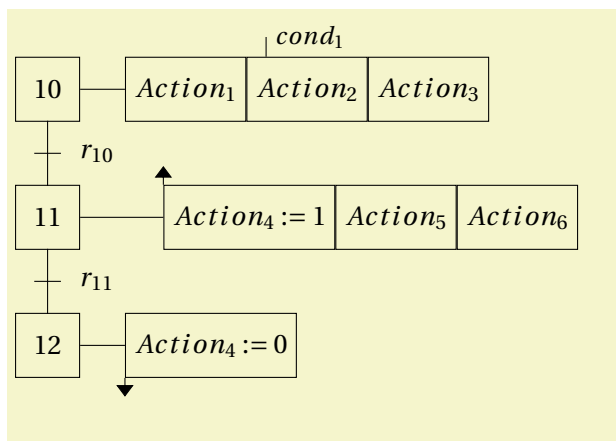 cond₁
10 Action₁ Action₂ Action₃
r₁₀
11 Action₄ := 1 Action₅ Action₆
r₁₁
12 Action₄ := 0